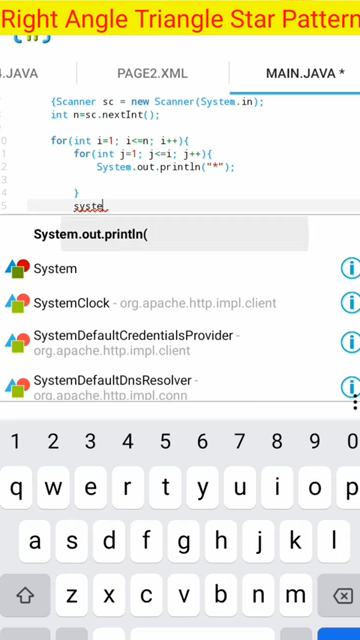 Right Angle Triangle Star Pattern
.JAVA PAGE2.XML MAIN.JAVA *
{Scanner sc = new Scanner(System.in);
int n=sc.nextInt();
for(int i=1; i<=n; i++){
for(int j=1; j<=i; j++){
System.out.println("*");
}
syste
System.out.println(
System
SystemClock - org.apache.http.impl.client
SystemDefaultCredentialsProvider -
org.apache.http.impl.client
SystemDefaultDnsResolver -
org.apache.http.impl.conn
1 2 3 4 5 6 7 8 9 0
q w e r t y u i o p
a s d f g h j k l
z x c v b n m